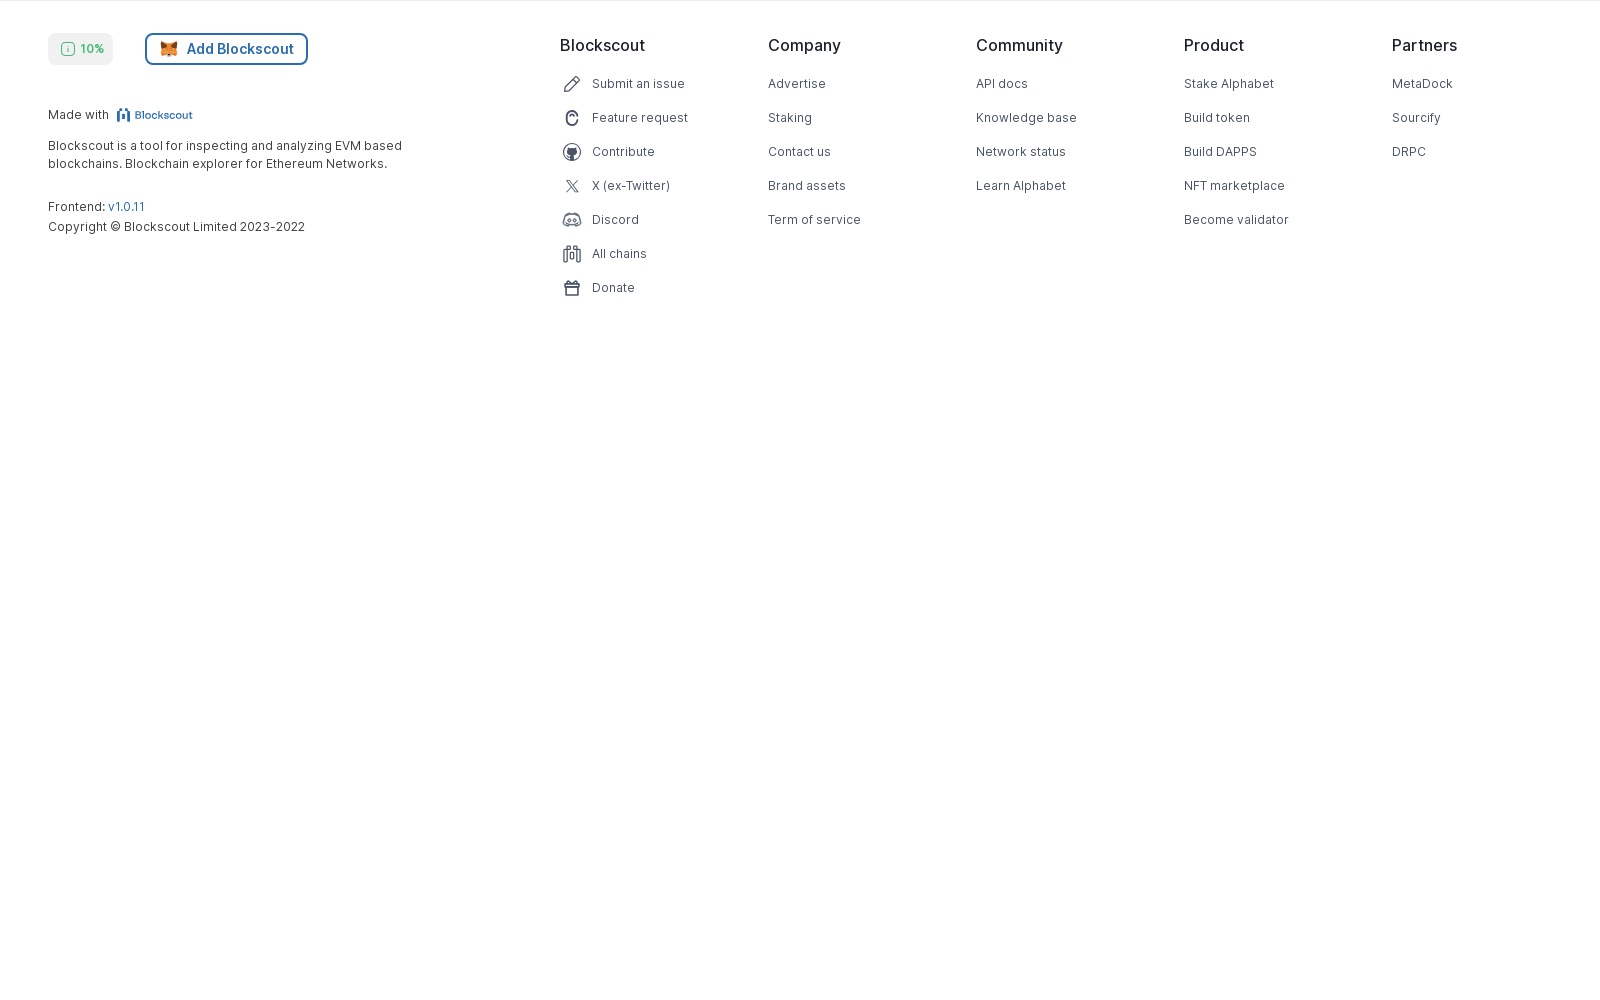 10%
Add Blockscout
Made with Blockscout
Blockscout is a tool for inspecting and analyzing EVM based
blockchains. Blockchain explorer for Ethereum Networks.
Frontend: v1.0.11
Copyright © Blockscout Limited 2023-2022
Blockscout
Submit an issue
Feature request
Contribute
X (ex-Twitter)
Discord
All chains
Donate
Company
Advertise
Staking
Contact us
Brand assets
Term of service
Community
API docs
Knowledge base
Network status
Learn Alphabet
Product
Stake Alphabet
Build token
Build DAPPS
NFT marketplace
Become validator
Partners
MetaDock
Sourcify
DRPC